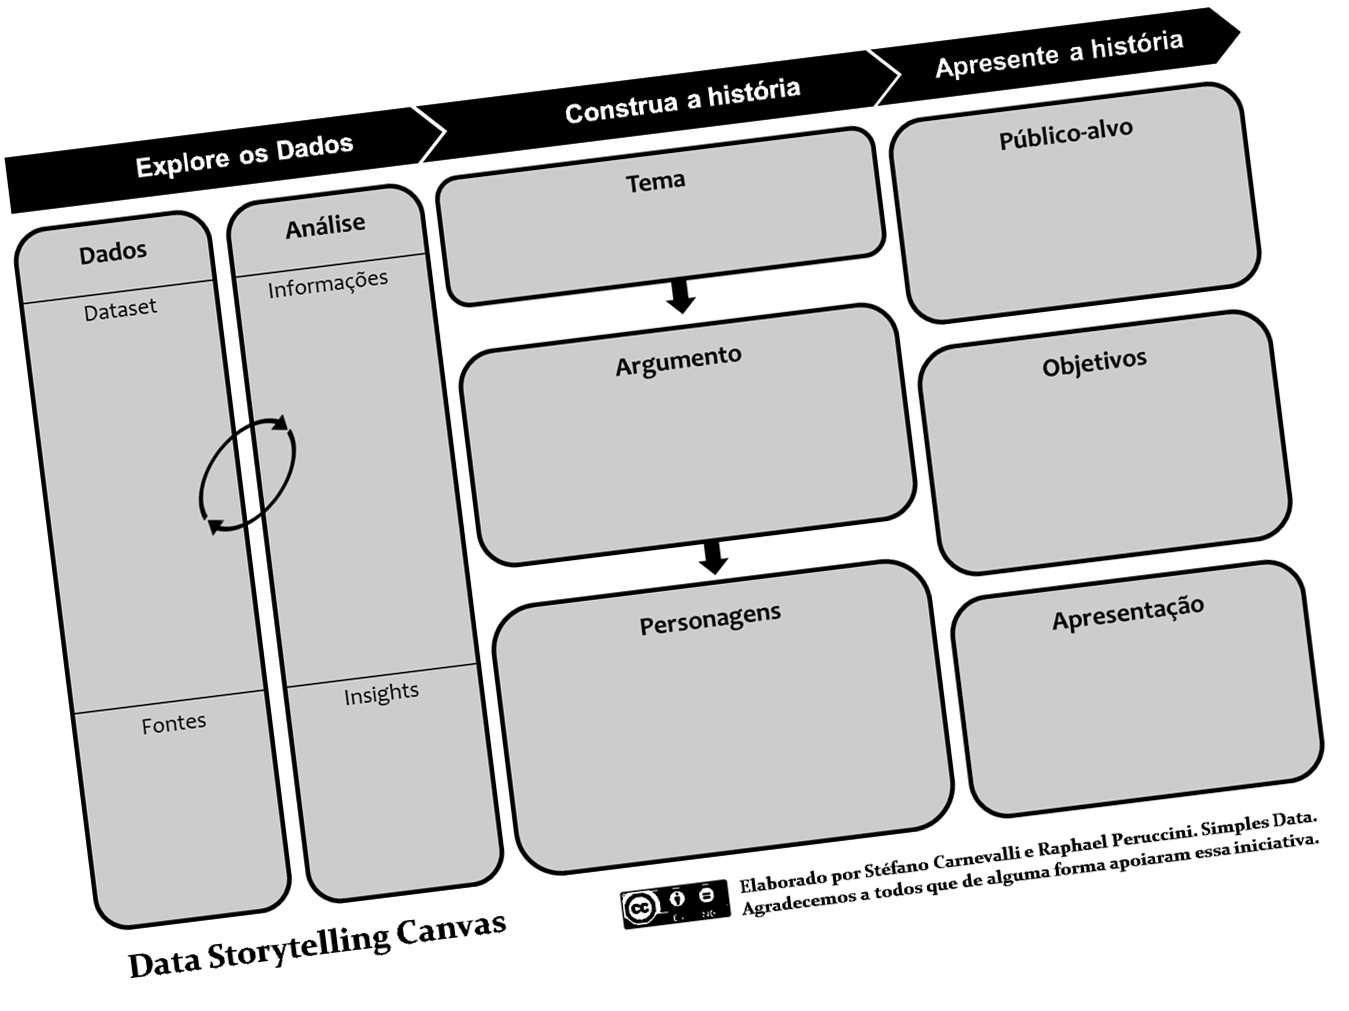 Explore os Dados
Construa a história
Apresente a história
Dados
Dataset
Fontes
Análise
Informações
Insights
Tema
Argumento
Personagens
Público-alvo
Objetivos
Apresentação
Data Storytelling Canvas
cc
Elaborado por Stéfano Carnevalli e Raphael Peruccini. Simples Data.
Agradecemos a todos que de alguma forma apoiaram essa iniciativa.